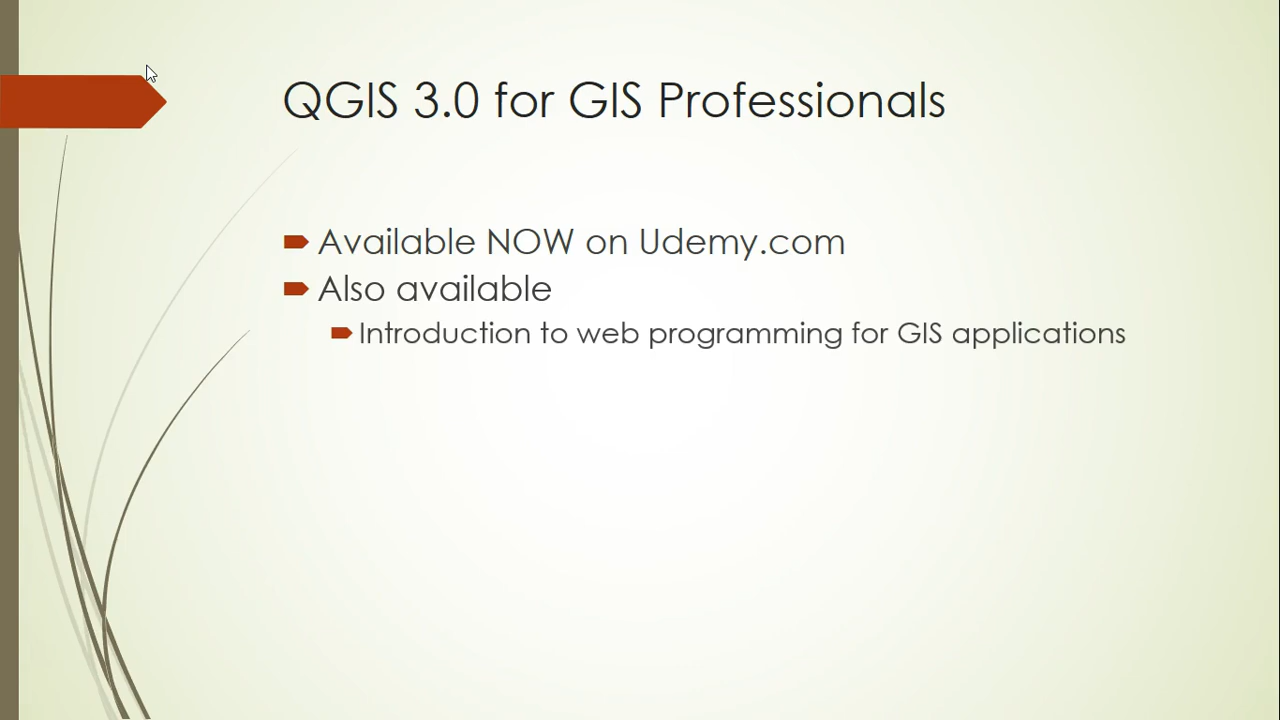 QGIS 3.0 for GIS Professionals
Available NOW on Udemy.com
Also available
Introduction to web programming for GIS applications